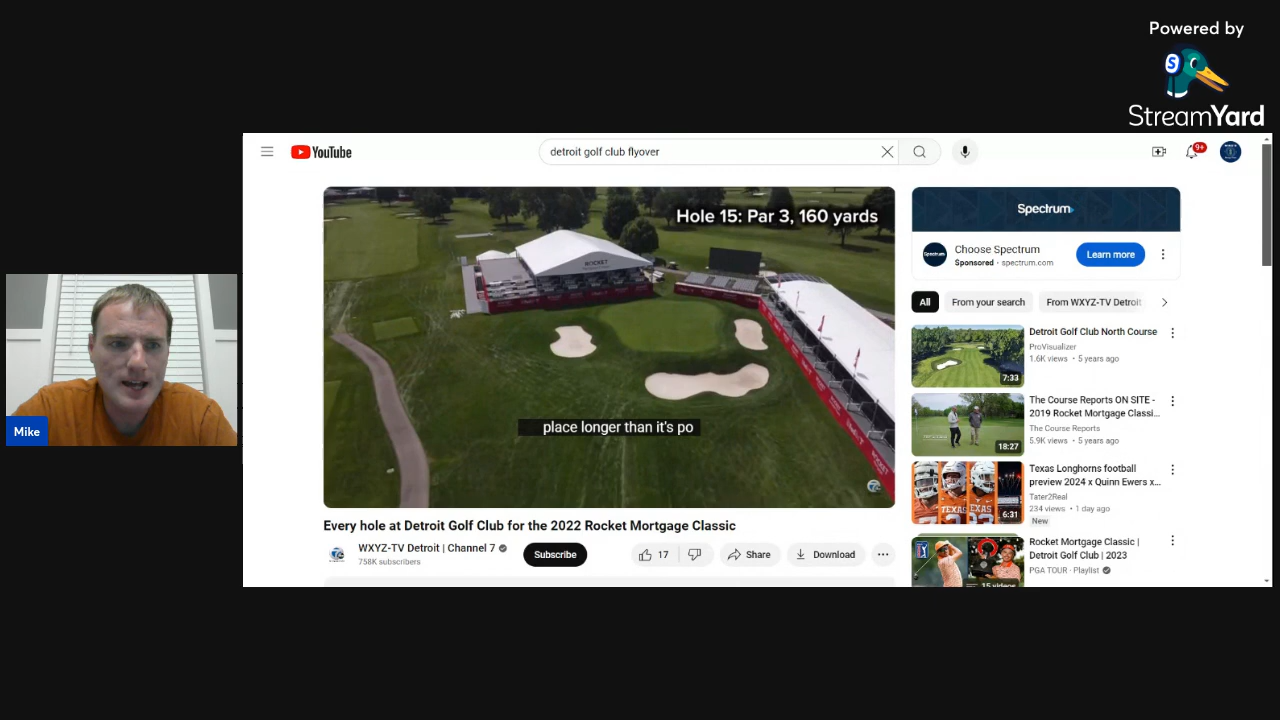 Powered by
StreamYard
YouTube
detroit golf club flyover
9+
Hole 15: Par 3, 160 yards
ROCKET
place longer than it's po
Mike
Every hole at Detroit Golf Club for the 2022 Rocket Mortgage Classic
WXYZ-TV Detroit | Channel 7
758K subscribers
Subscribe
17
Share
Download
Spectrum
Choose Spectrum
Sponsored · spectrum.com
Learn more
All
From your search
From WXYZ-TV Detroit
Detroit Golf Club North Course
ProVisualizer
1.6K views • 5 years ago
7:33
The Course Reports ON SITE -
2019 Rocket Mortgage Classi...
The Course Reports
5.9K views • 5 years ago
18:27
Texas Longhorns football
preview 2024 x Quinn Ewers x...
Tater2Real
234 views • 1 day ago
New
TEXAS
6:31
Rocket Mortgage Classic |
Detroit Golf Club | 2023
PGA TOUR · Playlist
15 videos